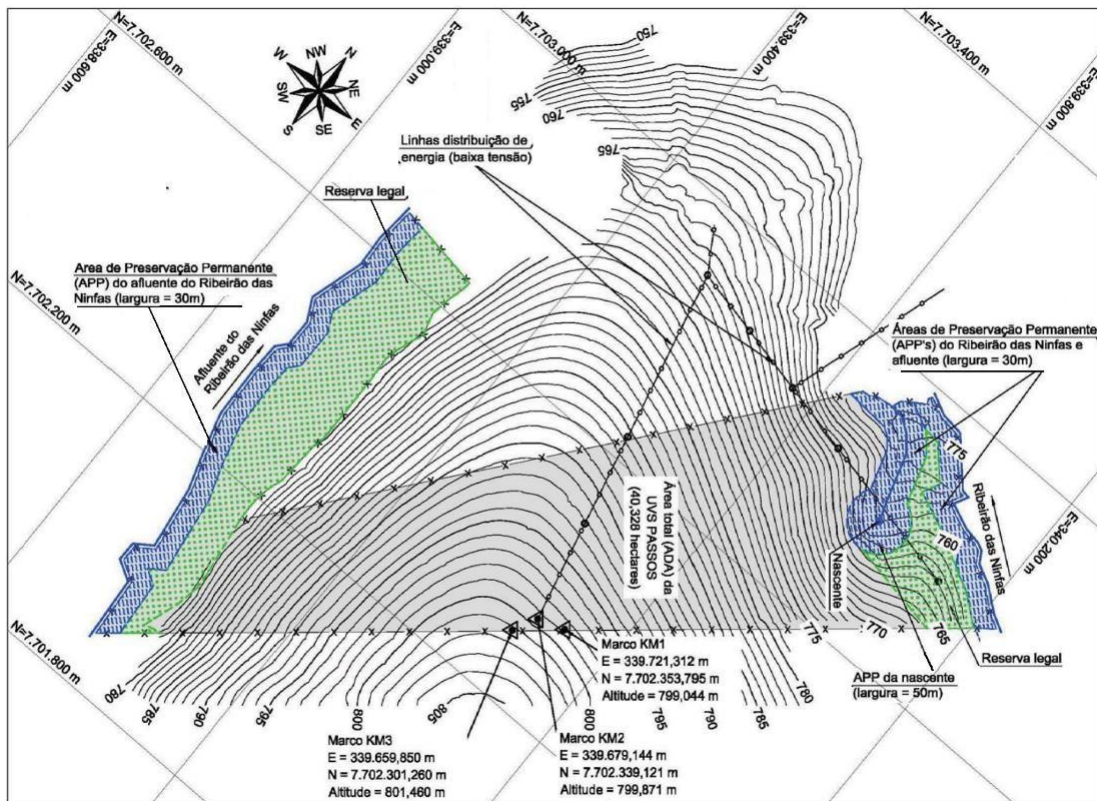 N=7.702.600 m
E=338.600 m
E=339.000 m
N=7.703.000 m
E=339.400 m
N=7.703.400 m
E=339.800 m
750
755
760
765
W
NW
N
NE
E
SE
S
SW
Linhas distribuição de
energia (baixa tensão)
Reserva legal
Area de Preservação Permanente
(APP) do afluente do Ribeirão das
Ninfas (largura = 30m)
N=7.702.200 m
Afluente do
Ribeirão das Ninfas
Áreas de Preservação Permanente
(APP's) do Ribeirão das Ninfas e
afluente (largura = 30m)
775
760
765
Ribeirão das Ninfas
E=340.200 m
Área total (ADA) da
UVS PASSOS
(40,328 hectares)
Nascente
775
770
Reserva legal
APP da nascente
(largura = 50m)
N=7.701.800 m
780
785
790
795
800
805
800
795
790
785
780
Marco KM1
E = 339.721,312 m
N = 7.702.353,795 m
Altitude = 799,044 m
Marco KM3
E = 339.659,850 m
N = 7.702.301,260 m
Altitude = 801,460 m
Marco KM2
E = 339.679,144 m
N = 7.702.339,121 m
Altitude = 799,871 m